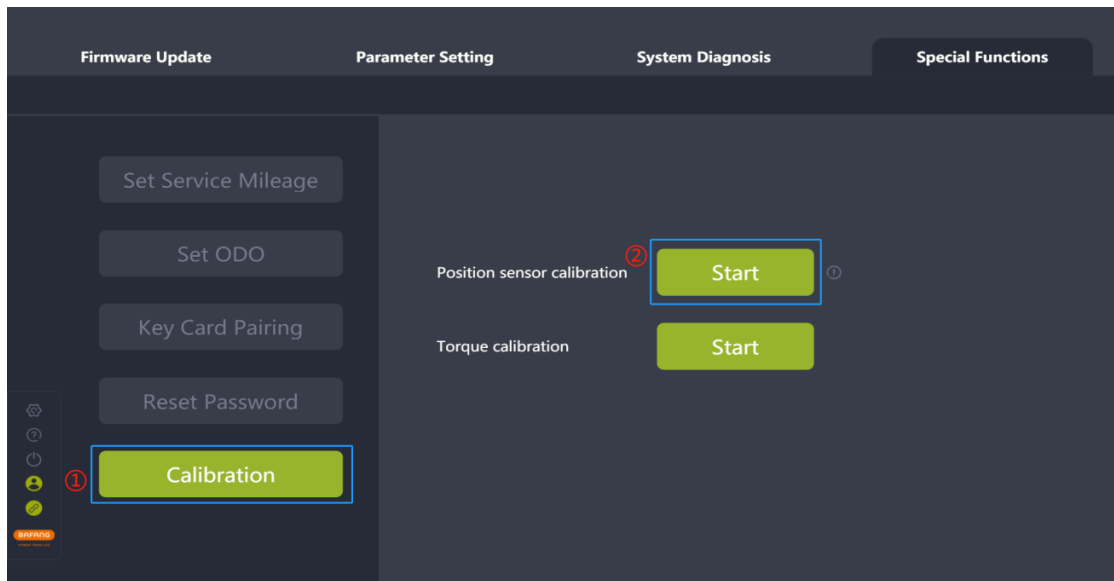 Firmware Update
Parameter Setting
System Diagnosis
Special Functions
Set Service Mileage
Set ODO
Key Card Pairing
Reset Password
① Calibration
Position sensor calibration ② Start
Torque calibration Start
BAFANG